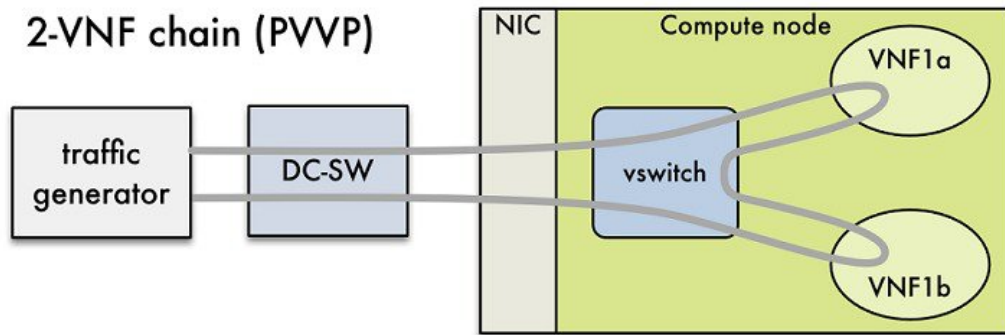 2-VNF chain (PVVP)
NIC
Compute node
VNF1a
traffic
generator
DC-SW
vswitch
VNF1b